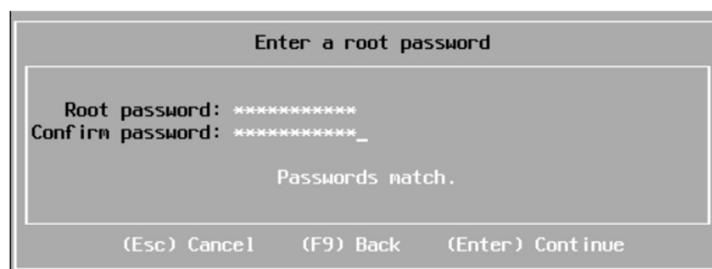 Enter a root password
Root password: ***********
Confirm password: ***********_
Passwords match.
(Esc) Cancel (F9) Back (Enter) Continue